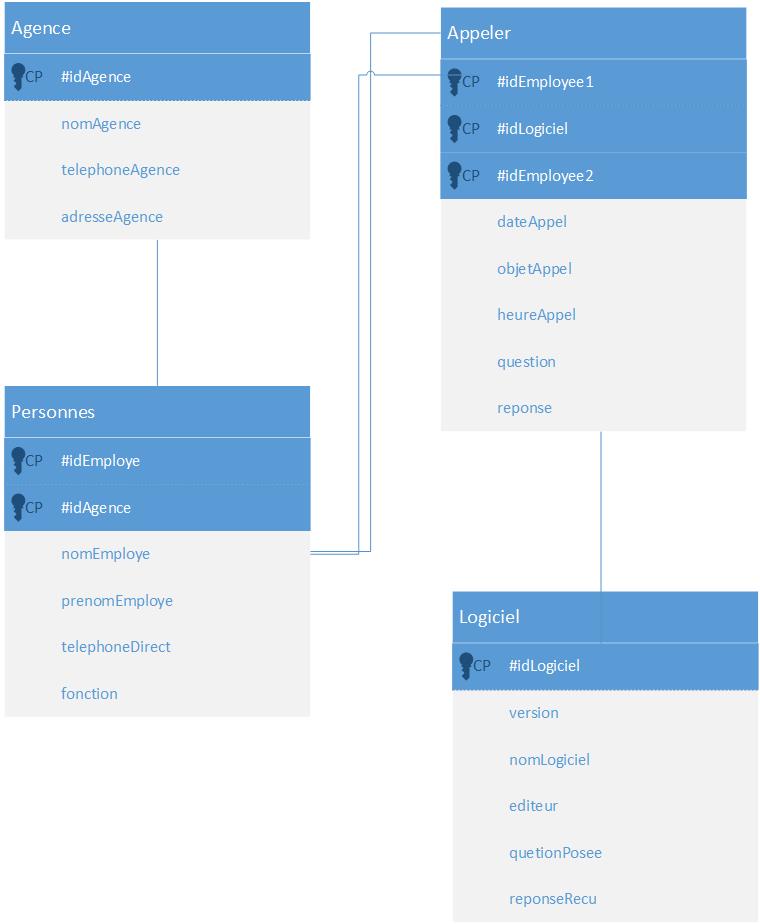 Agence
CP #idAgence
nomAgence
telephoneAgence
adresseAgence
Personnes
CP #idEmploye
CP #idAgence
nomEmploye
prenomEmploye
telephoneDirect
fonction
Appeler
CP #idEmployee1
CP #idLogiciel
CP #idEmployee2
dateAppel
objetAppel
heureAppel
question
reponse
Logiciel
CP #idLogiciel
version
nomLogiciel
editeur
quetionPosee
reponseRecu